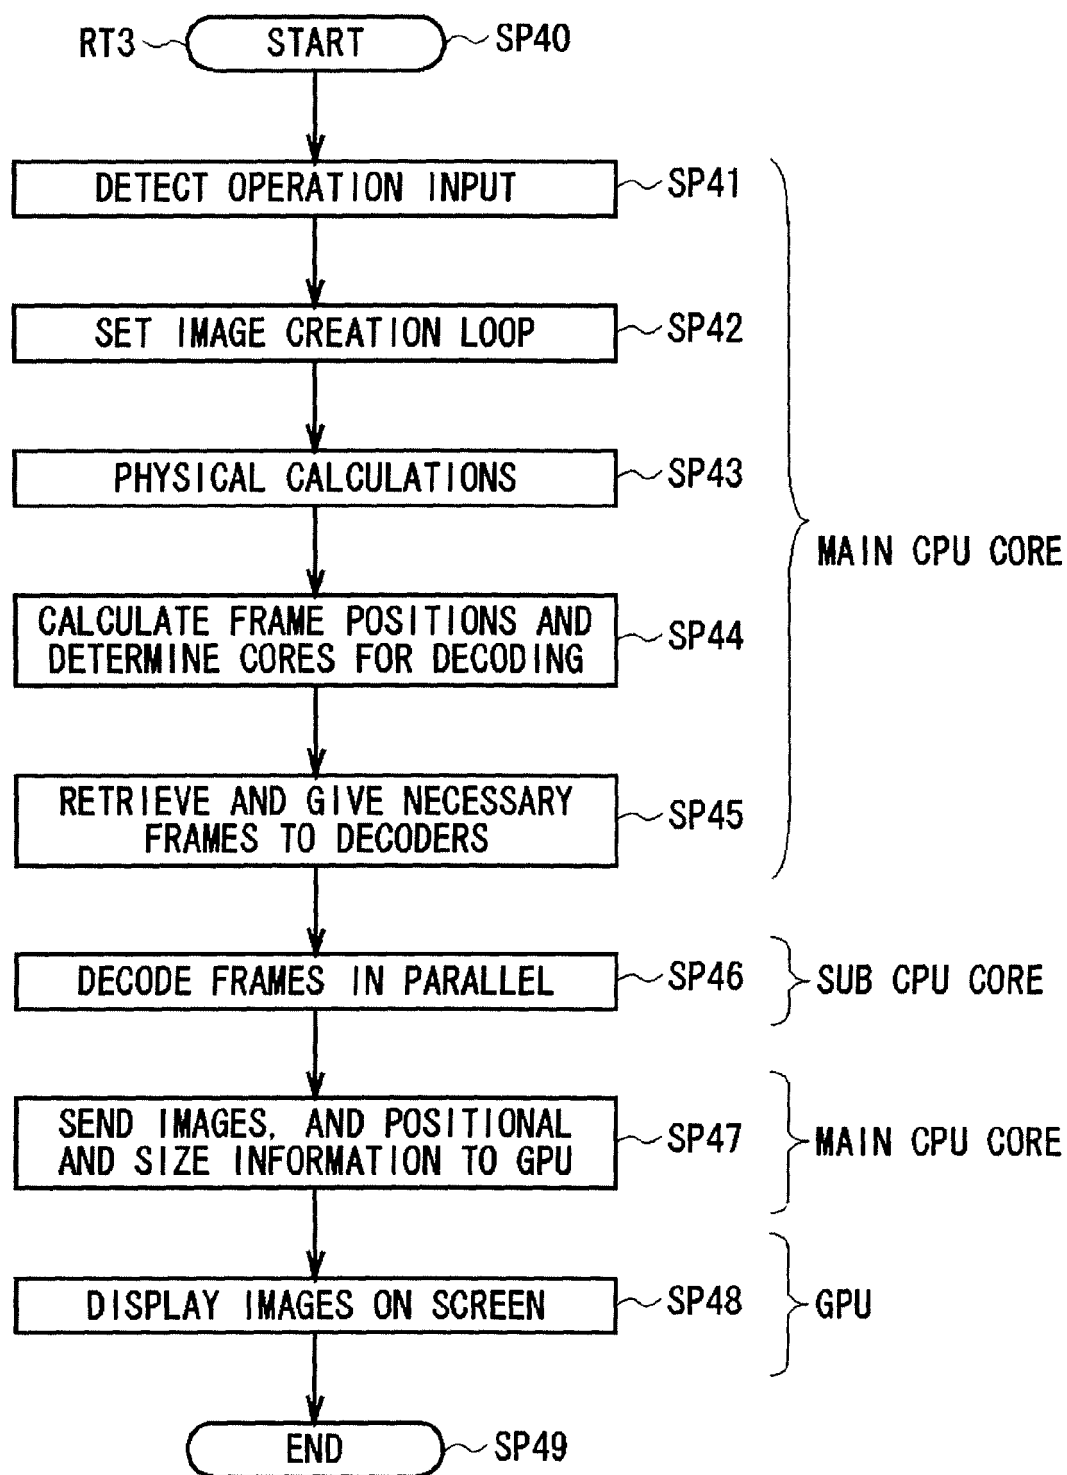 RT3 START SP40
DETECT OPERATION INPUT SP41
SET IMAGE CREATION LOOP SP42
PHYSICAL CALCULATIONS SP43
MAIN CPU CORE
CALCULATE FRAME POSITIONS AND
DETERMINE CORES FOR DECODING
SP44
RETRIEVE AND GIVE NECESSARY
FRAMES TO DECODERS
SP45
DECODE FRAMES IN PARALLEL SP46 SUB CPU CORE
SEND IMAGES, AND POSITIONAL
AND SIZE INFORMATION TO GPU
SP47 MAIN CPU CORE
DISPLAY IMAGES ON SCREEN SP48 GPU
END SP49